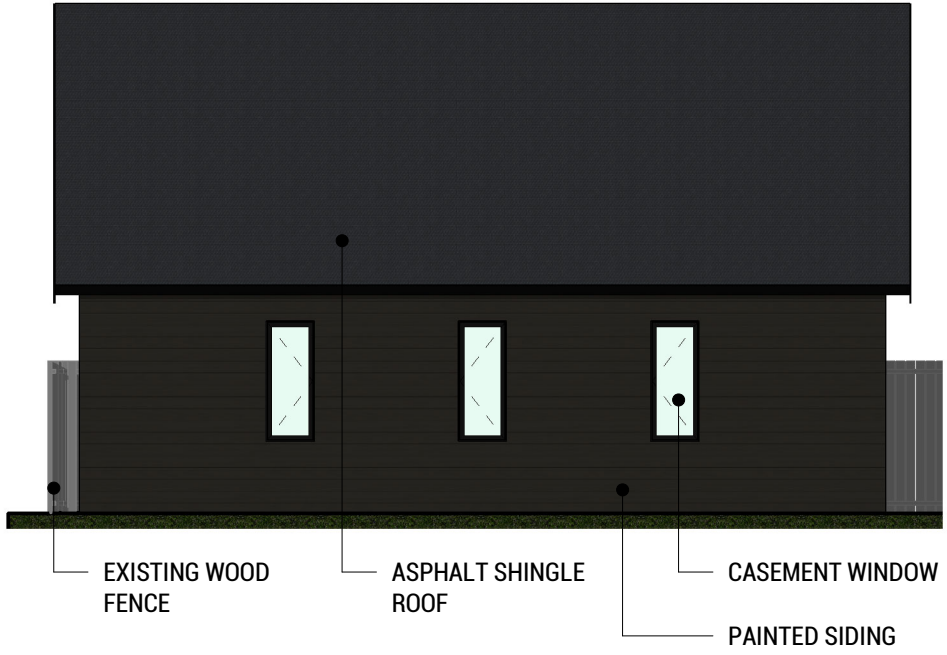 EXISTING WOOD
FENCE
ASPHALT SHINGLE
ROOF
CASEMENT WINDOW
PAINTED SIDING